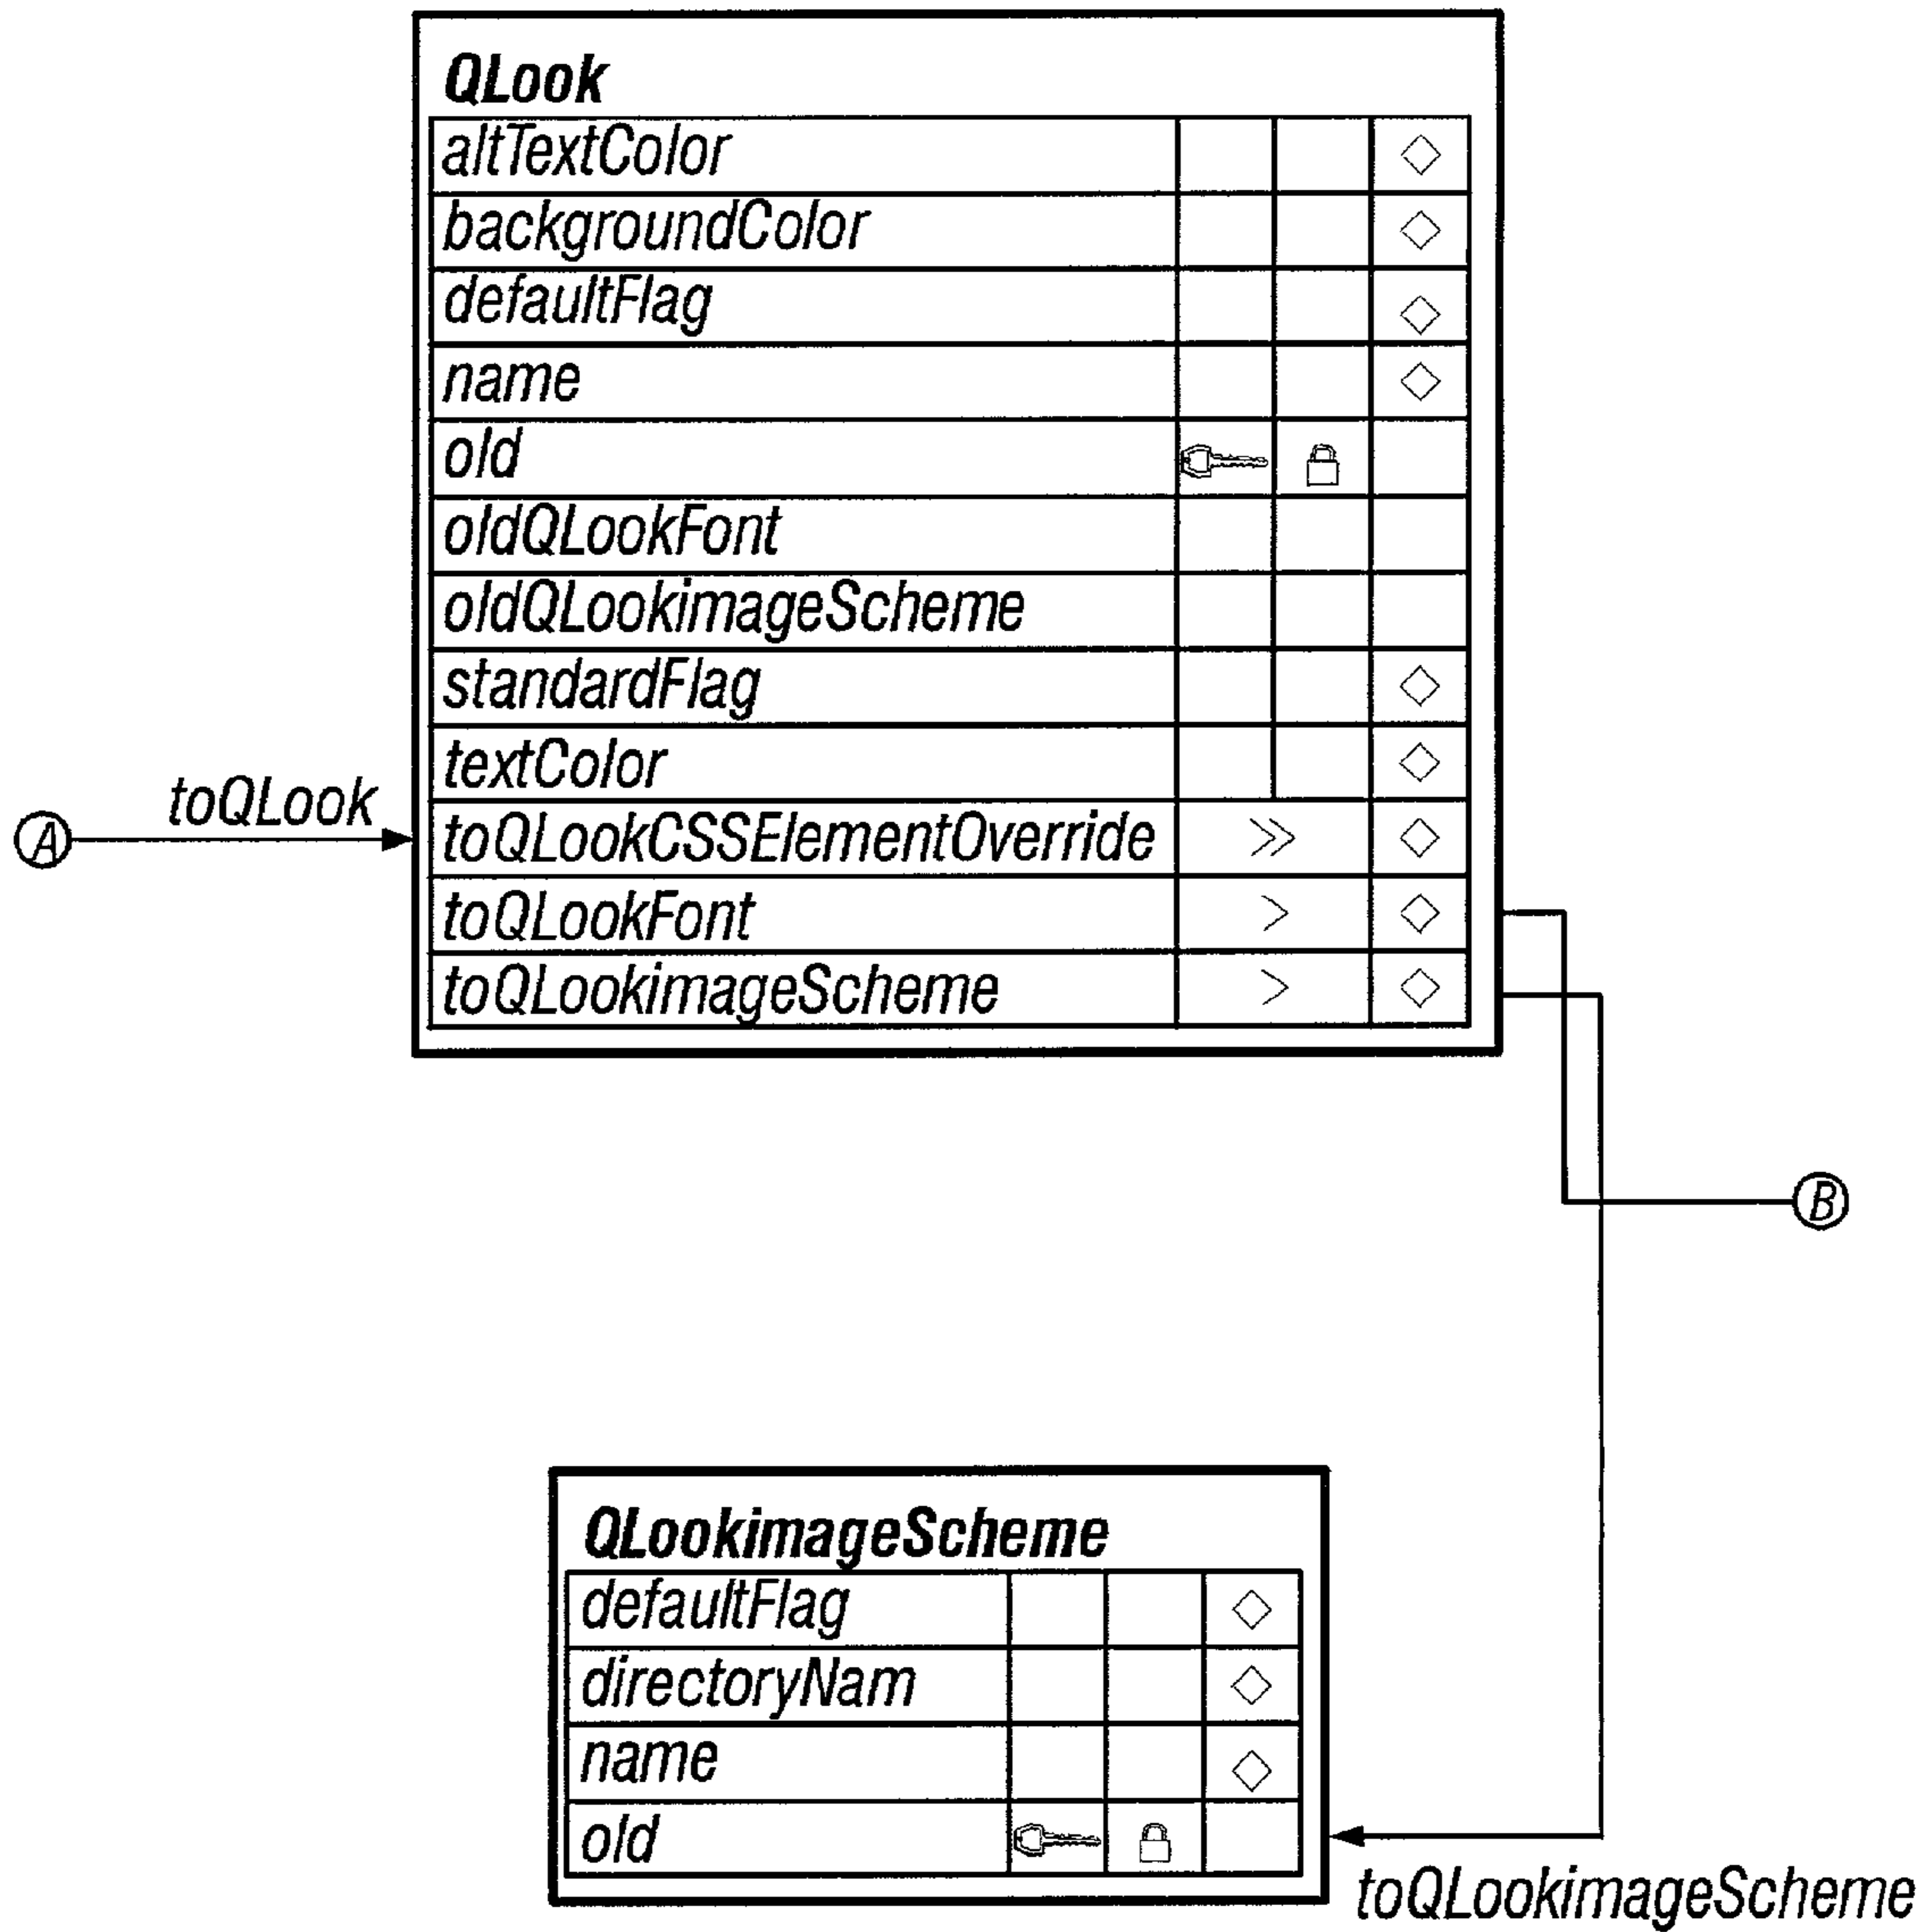 QLook
altTextColor
backgroundColor
defaultFlag
name
old
oldQLookFont
oldQLookimageScheme
standardFlag
textColor
toQLookCSSElementOverride
>>
toQLookFont
>
toQLookimageScheme
>
A
toQLook
B
QLookimageScheme
defaultFlag
directoryNam
name
old
toQLookimageScheme